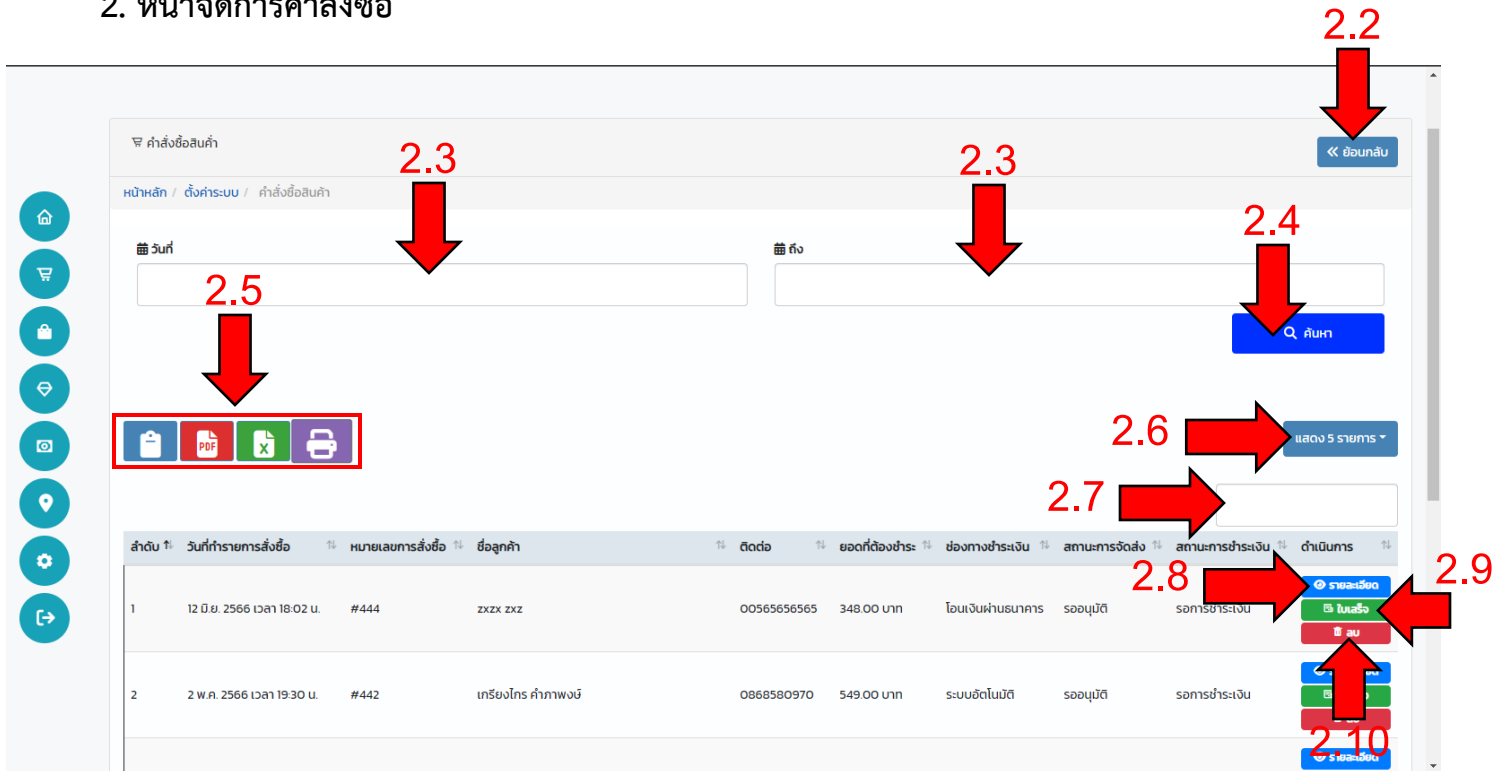 2. หน้าจัดการคำสั่งซื้อ
2.2
คำสั่งซื้อสินค้า
ย้อนกลับ
2.3
2.3
หน้าหลัก / ตั้งค่าระบบ / คำสั่งซื้อสินค้า
2.4
วันที่
ถึง
2.5
ค้นหา
PDF
X
2.6
แสดง 5 รายการ
2.7
ลำดับ วันที่ทำรายการสั่งซื้อ หมายเลขการสั่งซื้อ ชื่อลูกค้า ติดต่อ ยอดที่ต้องชำระ ช่องทางชำระเงิน สถานะการจัดส่ง สถานะการชำระเงิน ดำเนินการ
2.8
2.9
รายละเอียด
1 12 มิ.ย. 2566 เวลา 18:02 น. #444 zxzx zxz 00565656565 348.00 บาท โอนเงินผ่านธนาคาร รออนุมัติ รอการชำระเงิน ใบเสร็จ
ลบ
2 2 พ.ค. 2566 เวลา 19:30 น. #442 เกรียงไกร คำภาพงษ์ 0868580970 549.00 บาท ระบบอัตโนมัติ รออนุมัติ รอการชำระเงิน
2.10
รายละเอียด